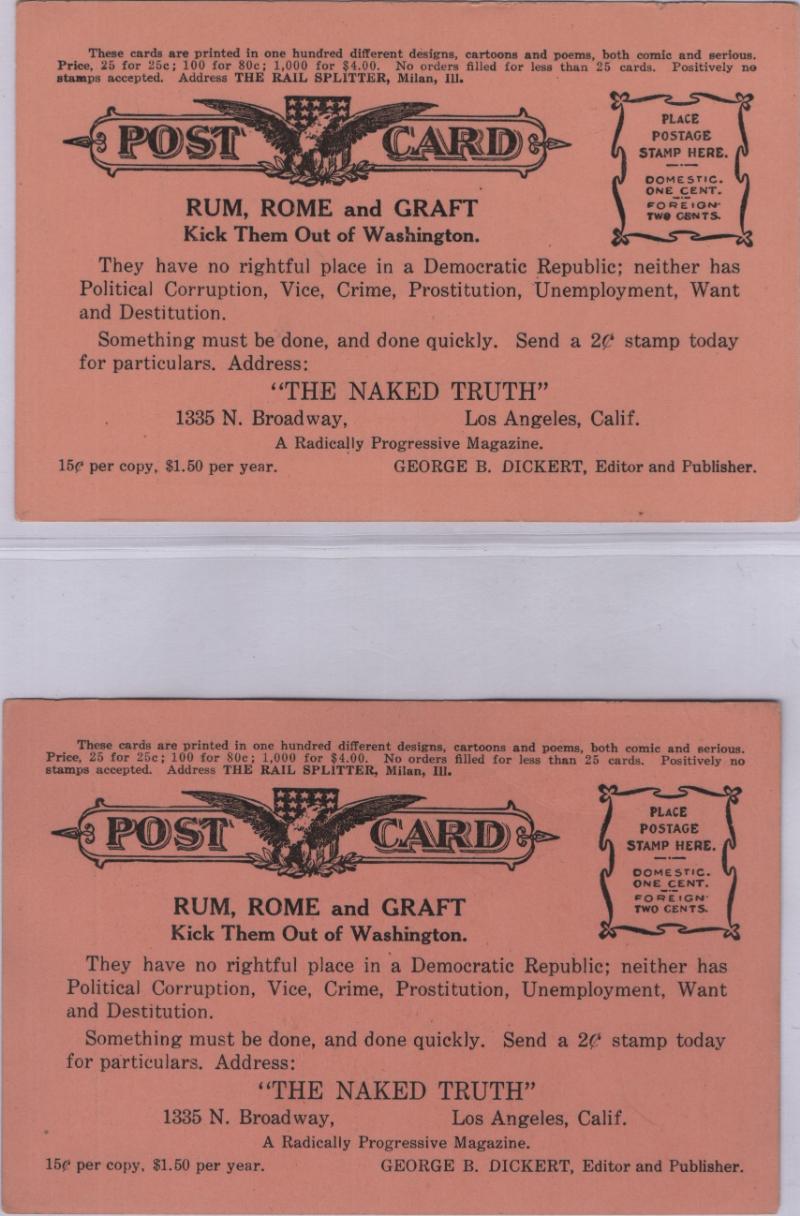 These cards are printed in one hundred different designs, cartoons and poems, both comic and serious.
Price, 25 for 25c; 100 for 80c; 1,000 for $4.00. No orders filled for less than 25 cards. Positively no
stamps accepted. Address THE RAIL SPLITTER, Milan, Ill.
POST CARD
PLACE
POSTAGE
STAMP HERE.
DOMESTIC.
ONE CENT.
FOREIGN
TWO CENTS.
RUM, ROME and GRAFT
Kick Them Out of Washington.
They have no rightful place in a Democratic Republic; neither has
Political Corruption, Vice, Crime, Prostitution, Unemployment, Want
and Destitution.
Something must be done, and done quickly. Send a 2¢ stamp today
for particulars. Address:
"THE NAKED TRUTH"
1335 N. Broadway, Los Angeles, Calif.
A Radically Progressive Magazine.
15¢ per copy, $1.50 per year. GEORGE B. DICKERT, Editor and Publisher.
These cards are printed in one hundred different designs, cartoons and poems, both comic and serious.
Price, 25 for 25c; 100 for 80c; 1,000 for $4.00. No orders filled for less than 25 cards. Positively no
stamps accepted. Address THE RAIL SPLITTER, Milan, Ill.
POST CARD
PLACE
POSTAGE
STAMP HERE.
DOMESTIC.
ONE CENT.
FOREIGN
TWO CENTS.
RUM, ROME and GRAFT
Kick Them Out of Washington.
They have no rightful place in a Democratic Republic; neither has
Political Corruption, Vice, Crime, Prostitution, Unemployment, Want
and Destitution.
Something must be done, and done quickly. Send a 2¢ stamp today
for particulars. Address:
"THE NAKED TRUTH"
1335 N. Broadway, Los Angeles, Calif.
A Radically Progressive Magazine.
15¢ per copy, $1.50 per year. GEORGE B. DICKERT, Editor and Publisher.